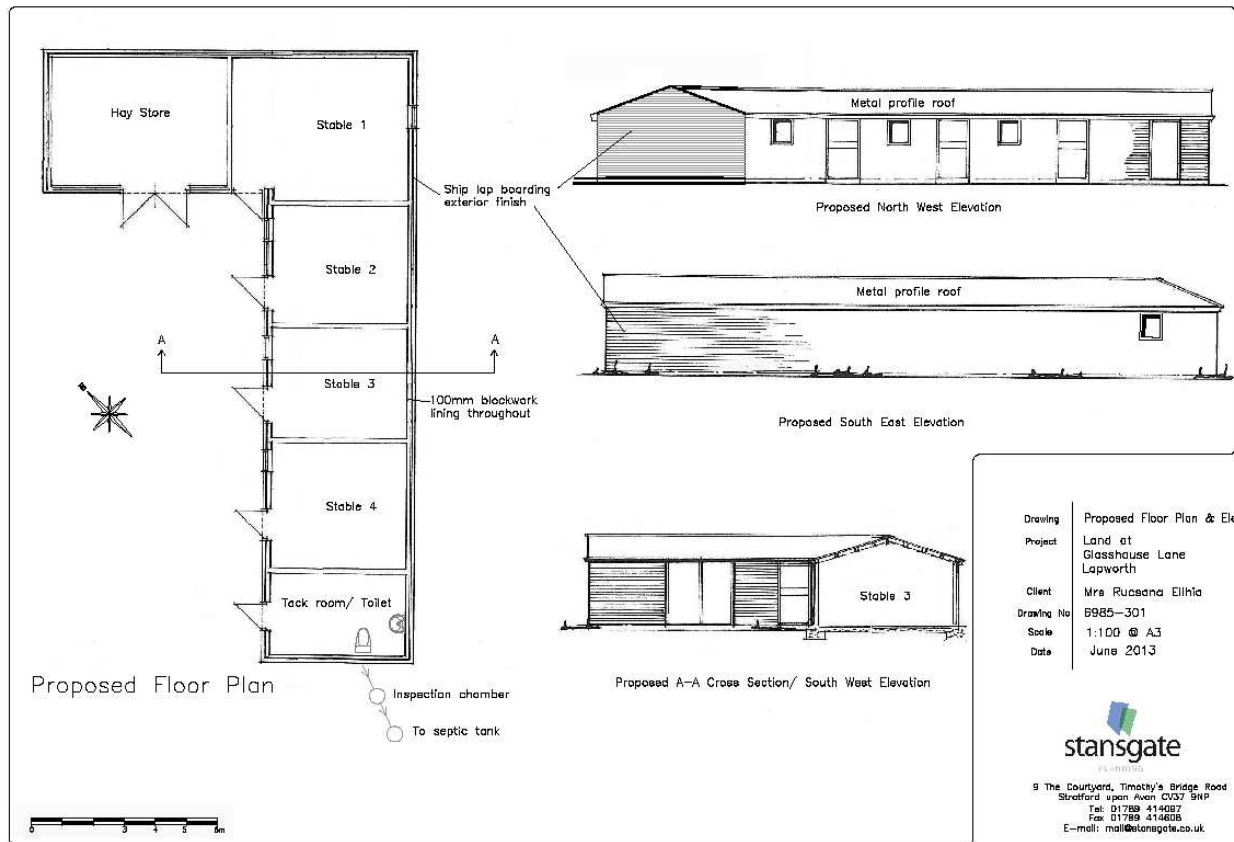 Hay Store
Stable 1
Stable 2
Stable 3
Stable 4
Tack room/ Toilet
A
A
Ship lap boarding
exterior finish
100mm blockwork
lining throughout
Inspection chamber
To septic tank
Proposed Floor Plan
0
3
4
5
6m
Metal profile roof
Proposed North West Elevation
Metal profile roof
Proposed South East Elevation
Stable 3
Proposed A-A Cross Section/ South West Elevation
Drawing Proposed Floor Plan & Ele
Project Land at
Glasshouse Lane
Lapworth
Client Mrs Rucsana Ellhia
Drawing No 6985-301
Scale 1:100 @ A3
Date June 2013
stansgate
PLANNING
9 The Courtyard, Timothy's Bridge Road
Stratford upon Avon CV37 9NP
Tel: 01789 414097
Fax 01789 414608
E-mail: mail@stansgate.co.uk